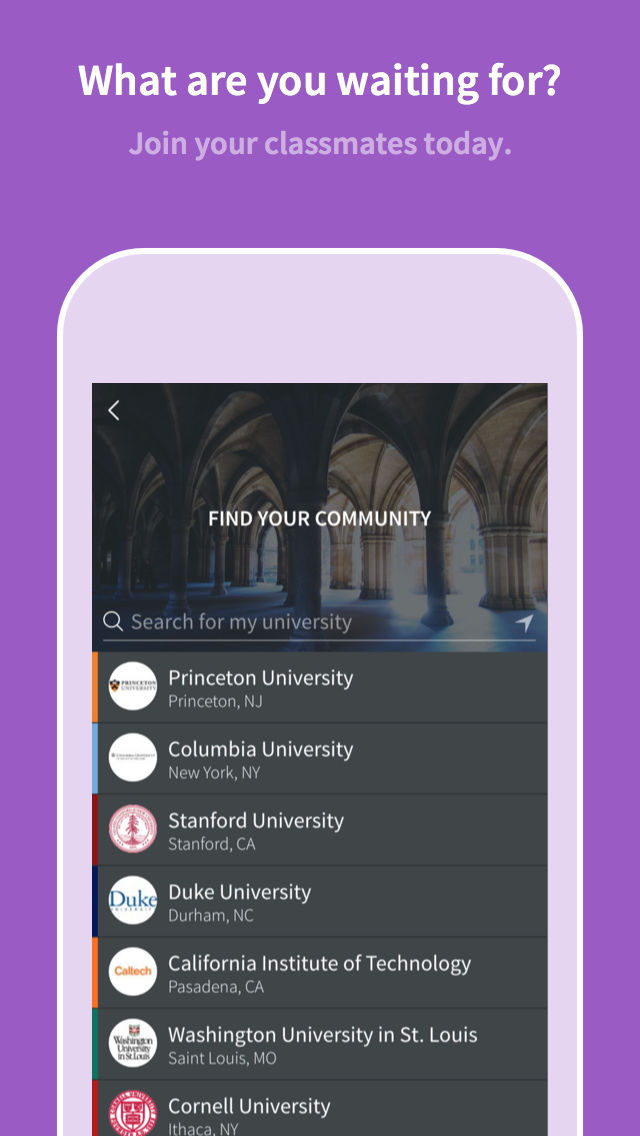 What are you waiting for?
Join your classmates today.
FIND YOUR COMMUNITY
Search for my university
PRINCETON
UNIVERSITY
Princeton University
Princeton, NJ
Columbia University
New York, NY
Stanford University
Stanford, CA
Duke
UNIVERSITY
Duke University
Durham, NC
Caltech
California Institute of Technology
Pasadena, CA
Washington
University
in St. Louis
Washington University in St. Louis
Saint Louis, MO
Cornell University
Ithaca, NY